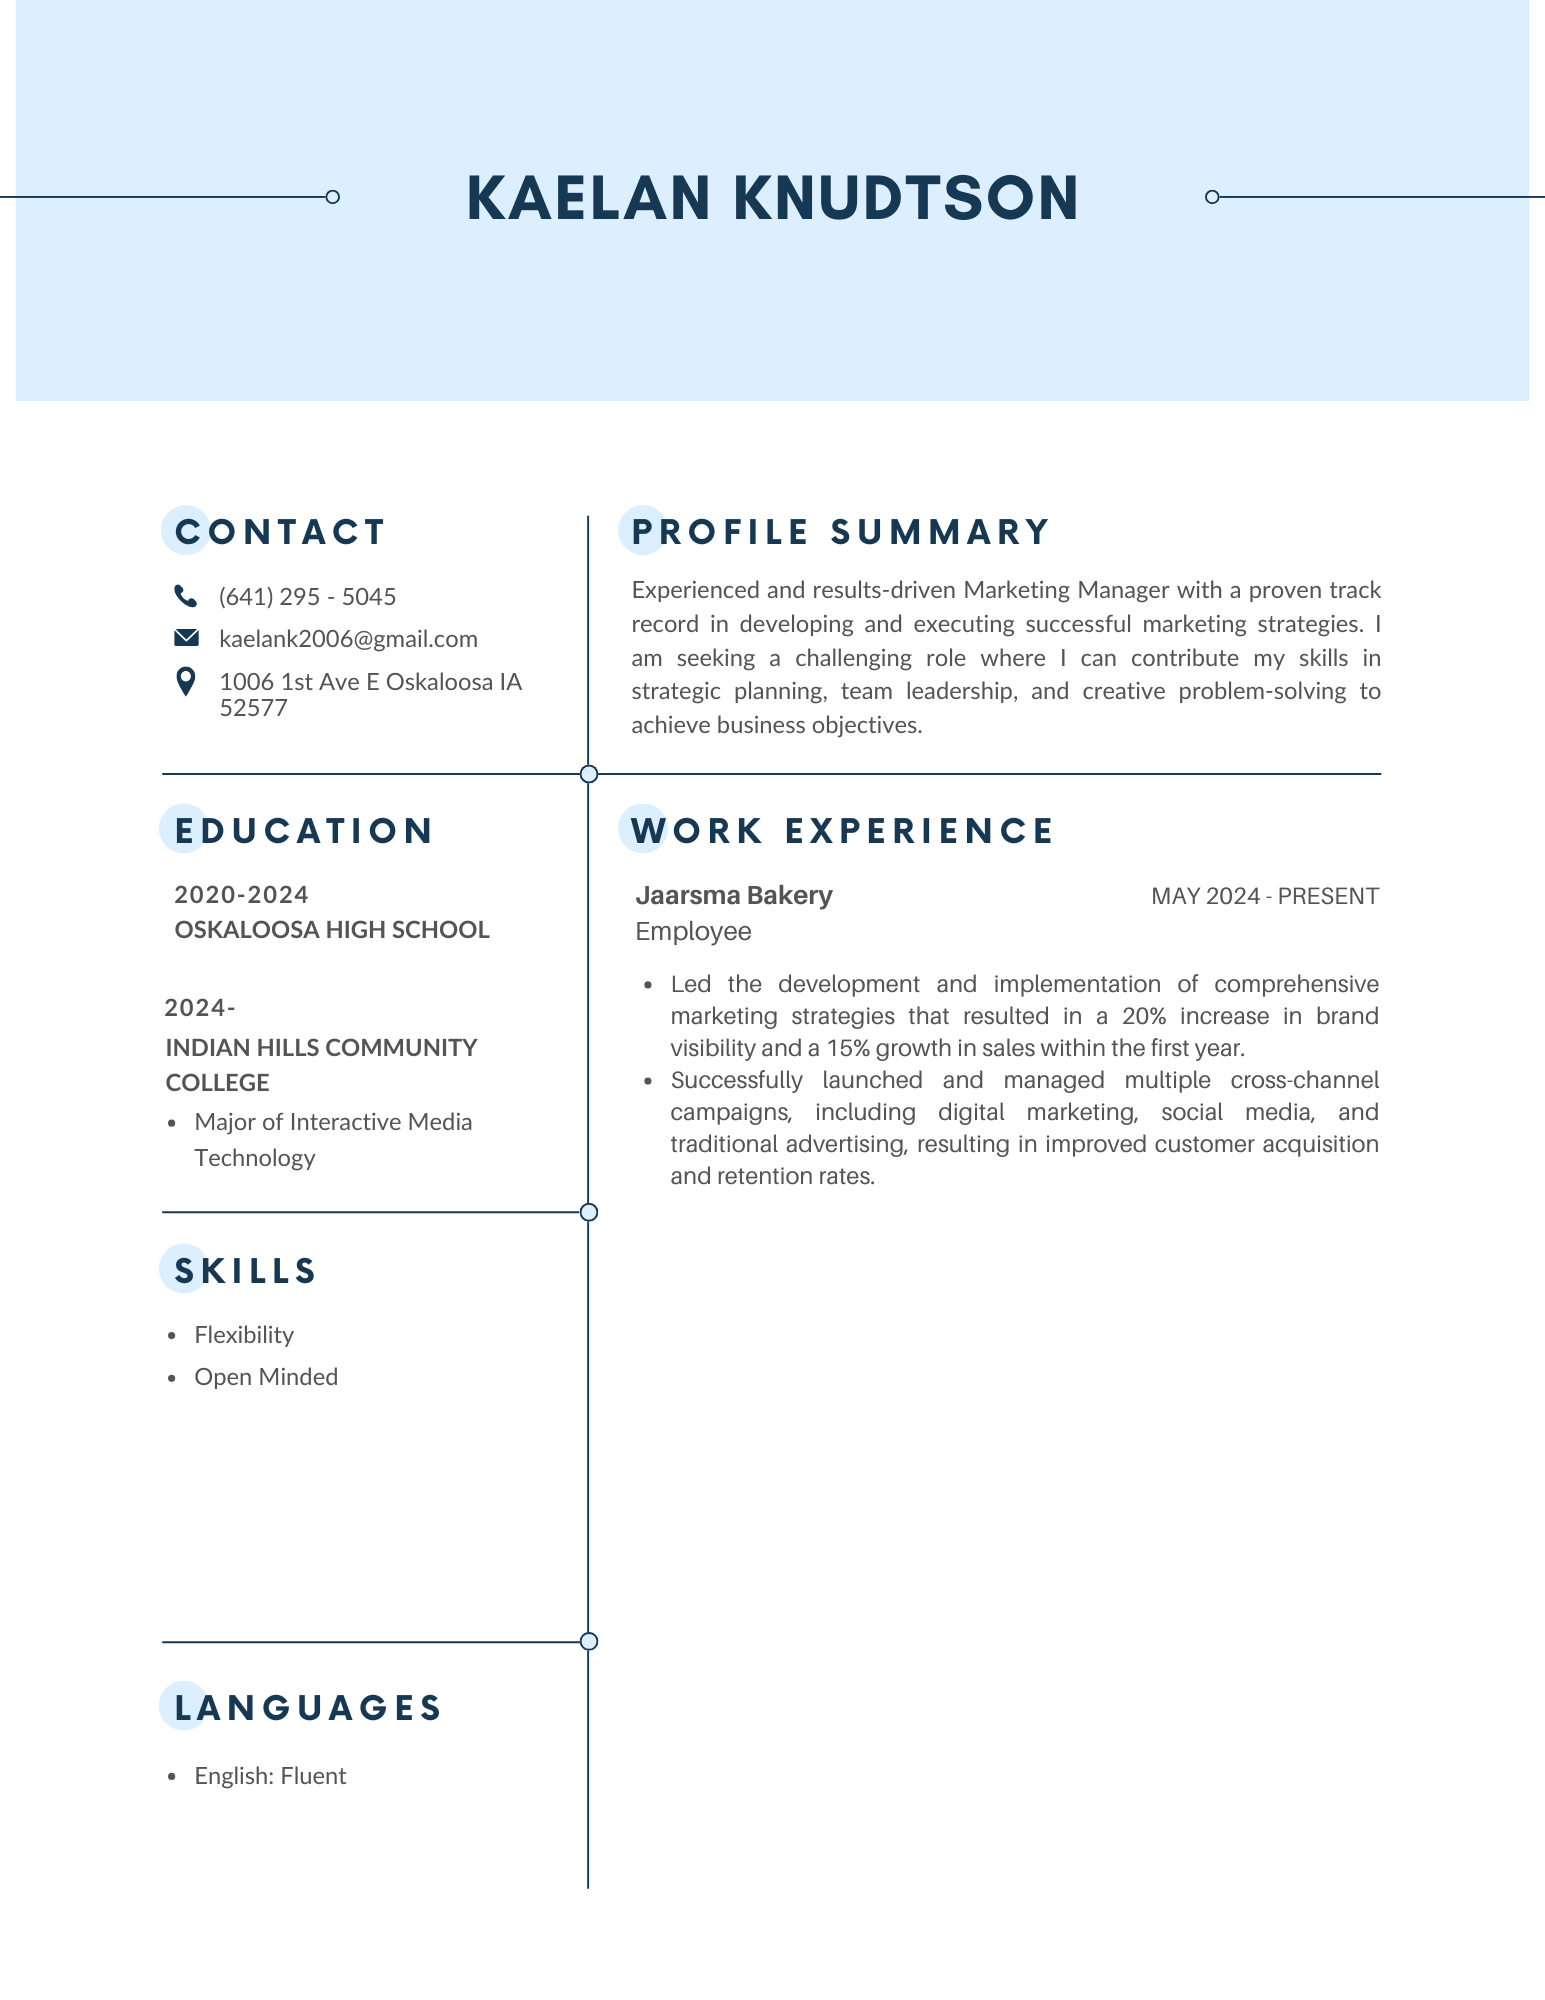 KAELAN KNUDTSON
CONTACT
(641) 295 - 5045
kaelank2006@gmail.com
1006 1st Ave E Oskaloosa IA
52577
PROFILE SUMMARY
Experienced and results-driven Marketing Manager with a proven track
record in developing and executing successful marketing strategies. I
am seeking a challenging role where I can contribute my skills in
strategic planning, team leadership, and creative problem-solving to
achieve business objectives.
EDUCATION
2020-2024
OSKALOOSA HIGH SCHOOL
2024-
INDIAN HILLS COMMUNITY
COLLEGE
• Major of Interactive Media
Technology
WORK EXPERIENCE
Jaarsma Bakery MAY 2024 - PRESENT
Employee
• Led the development and implementation of comprehensive
marketing strategies that resulted in a 20% increase in brand
visibility and a 15% growth in sales within the first year.
• Successfully launched and managed multiple cross-channel
campaigns, including digital marketing, social media, and
traditional advertising, resulting in improved customer acquisition
and retention rates.
SKILLS
• Flexibility
• Open Minded
LANGUAGES
• English: Fluent